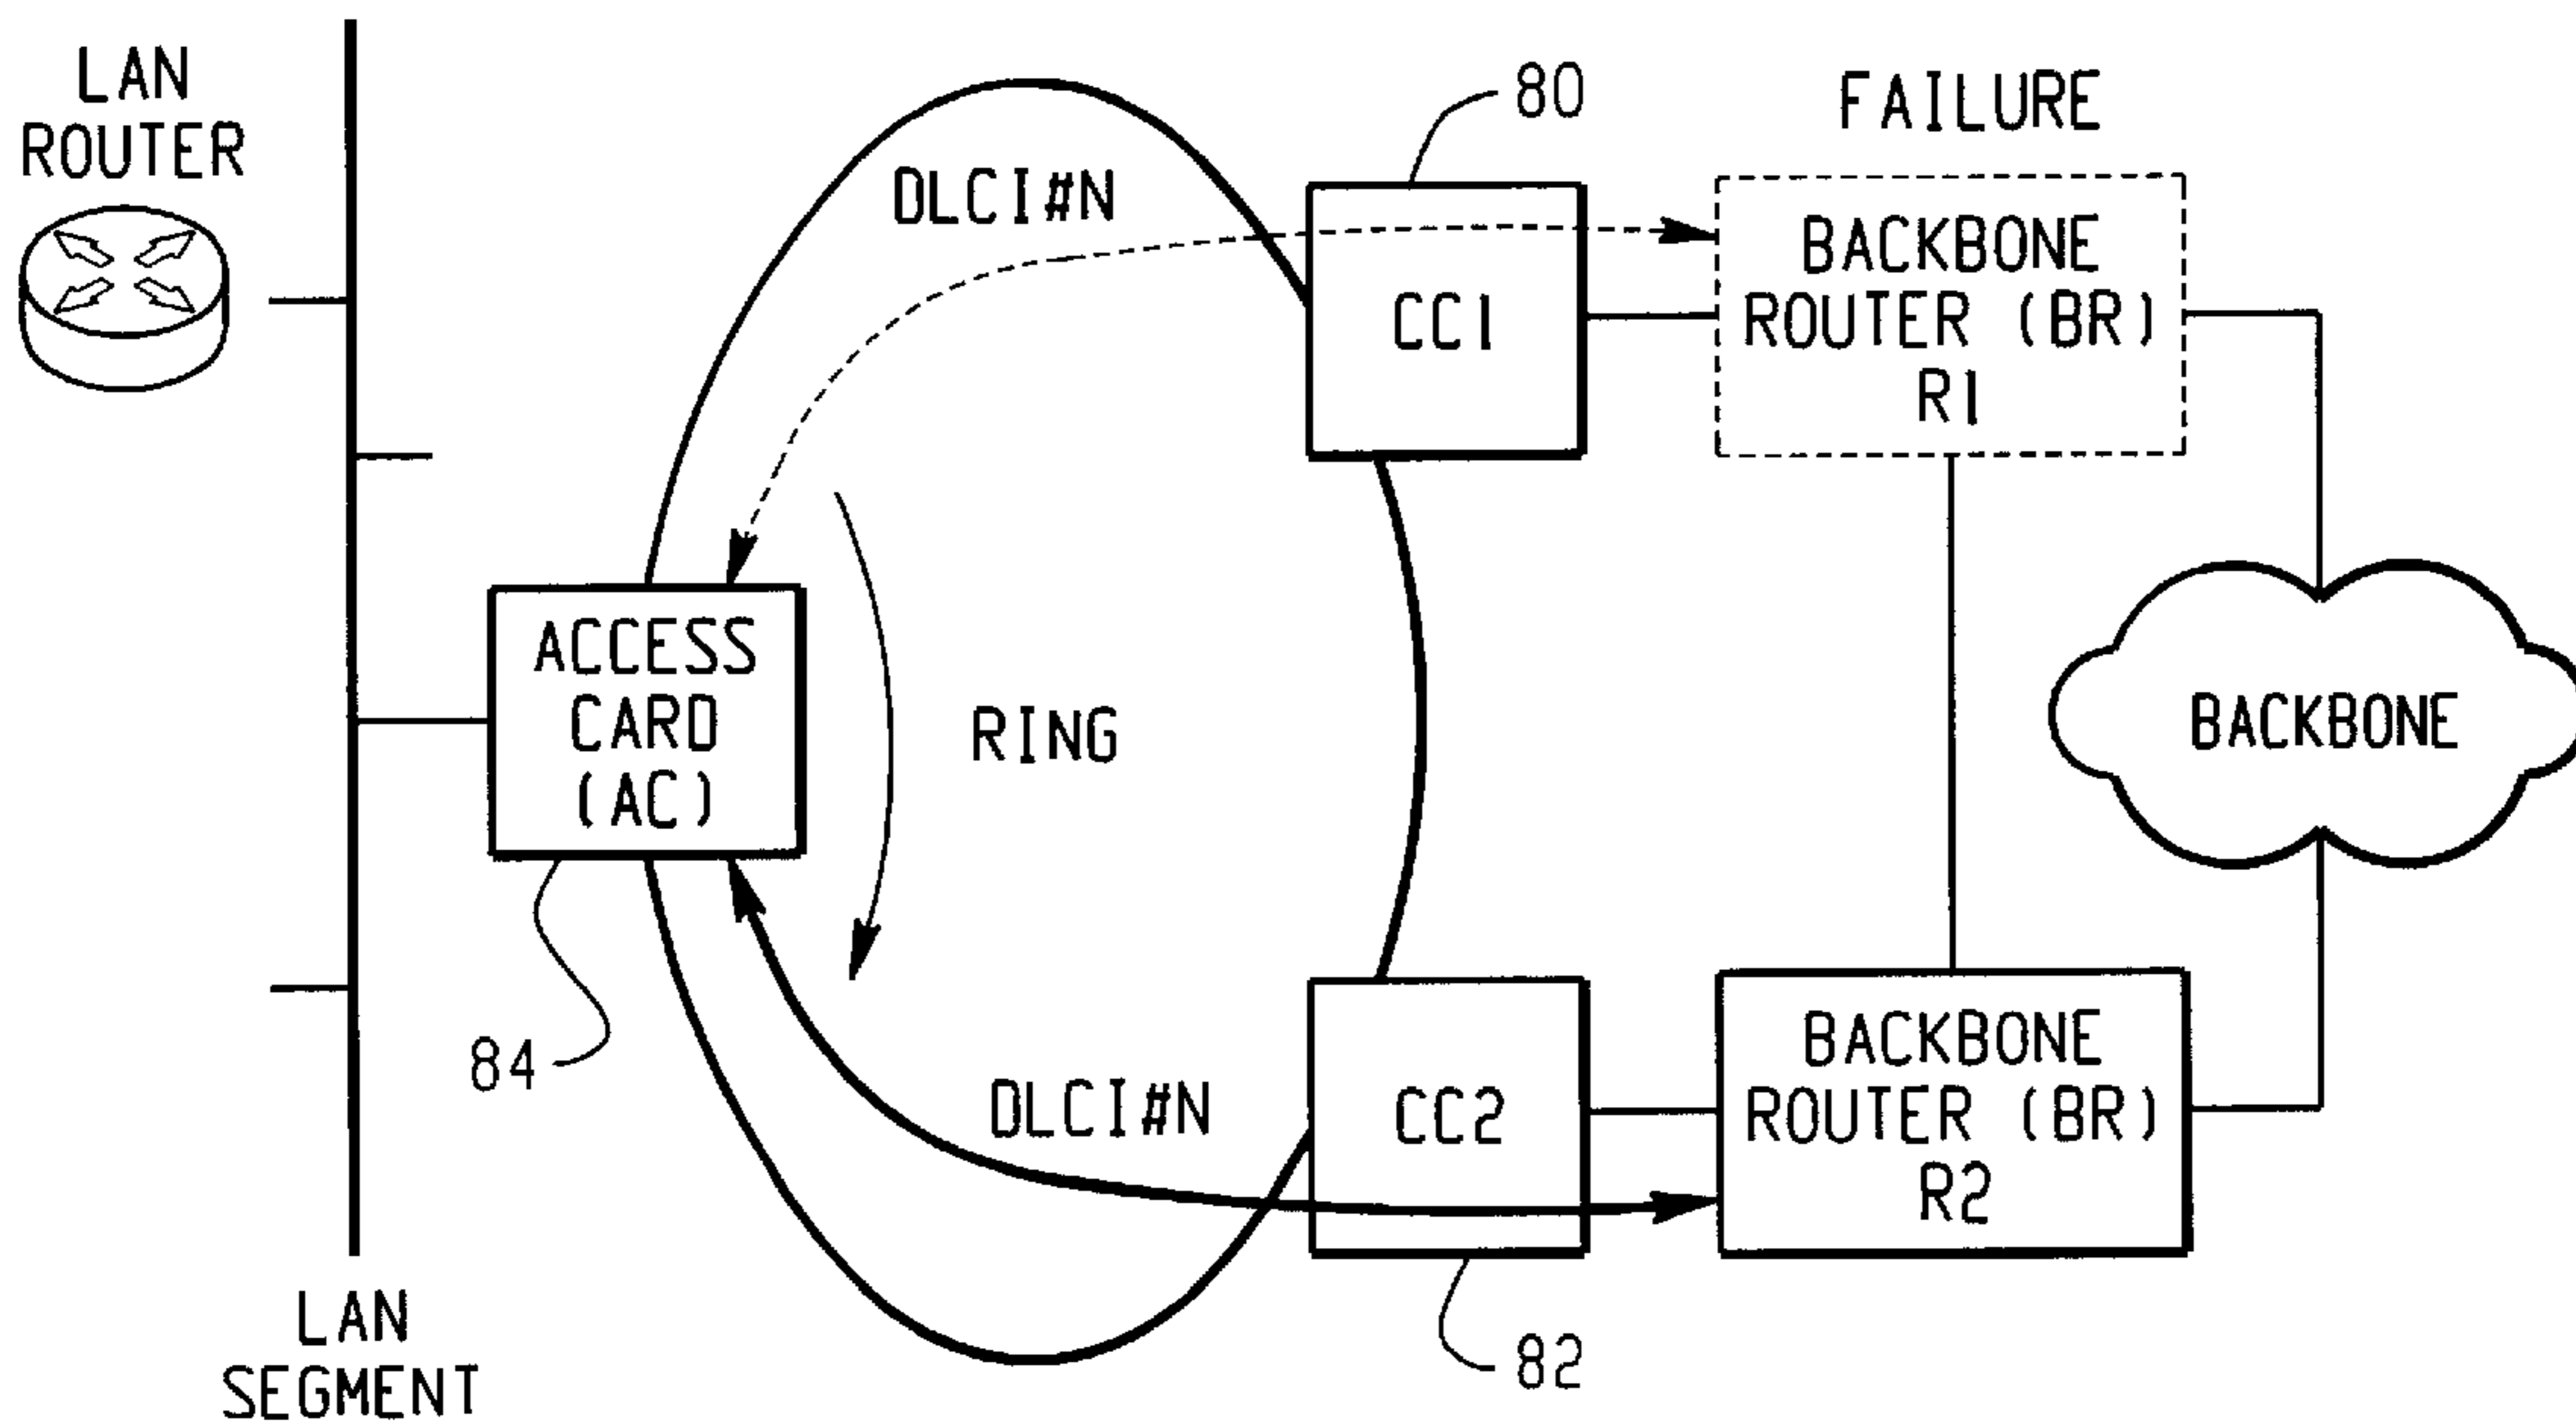 LAN
ROUTER
DLCI#N
80
FAILURE
CC1
BACKBONE
ROUTER (BR)
R1
ACCESS
CARD
(AC)
RING
BACKBONE
84
DLCI#N
CC2
BACKBONE
ROUTER (BR)
R2
82
LAN
SEGMENT